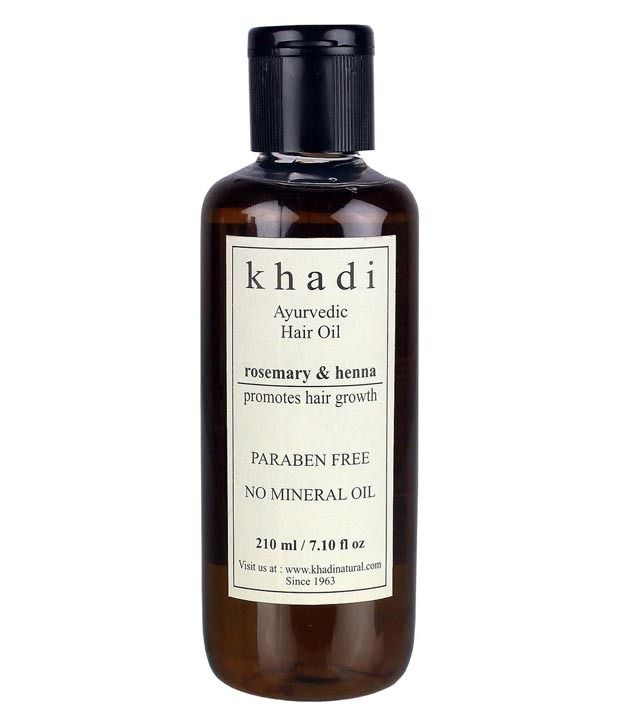 khadi
Ayurvedic
Hair Oil
rosemary & henna
promotes hair growth
PARABEN FREE
NO MINERAL OIL
210 ml / 7.10 fl oz
Visit us at : www.khadinatural.com
Since 1963